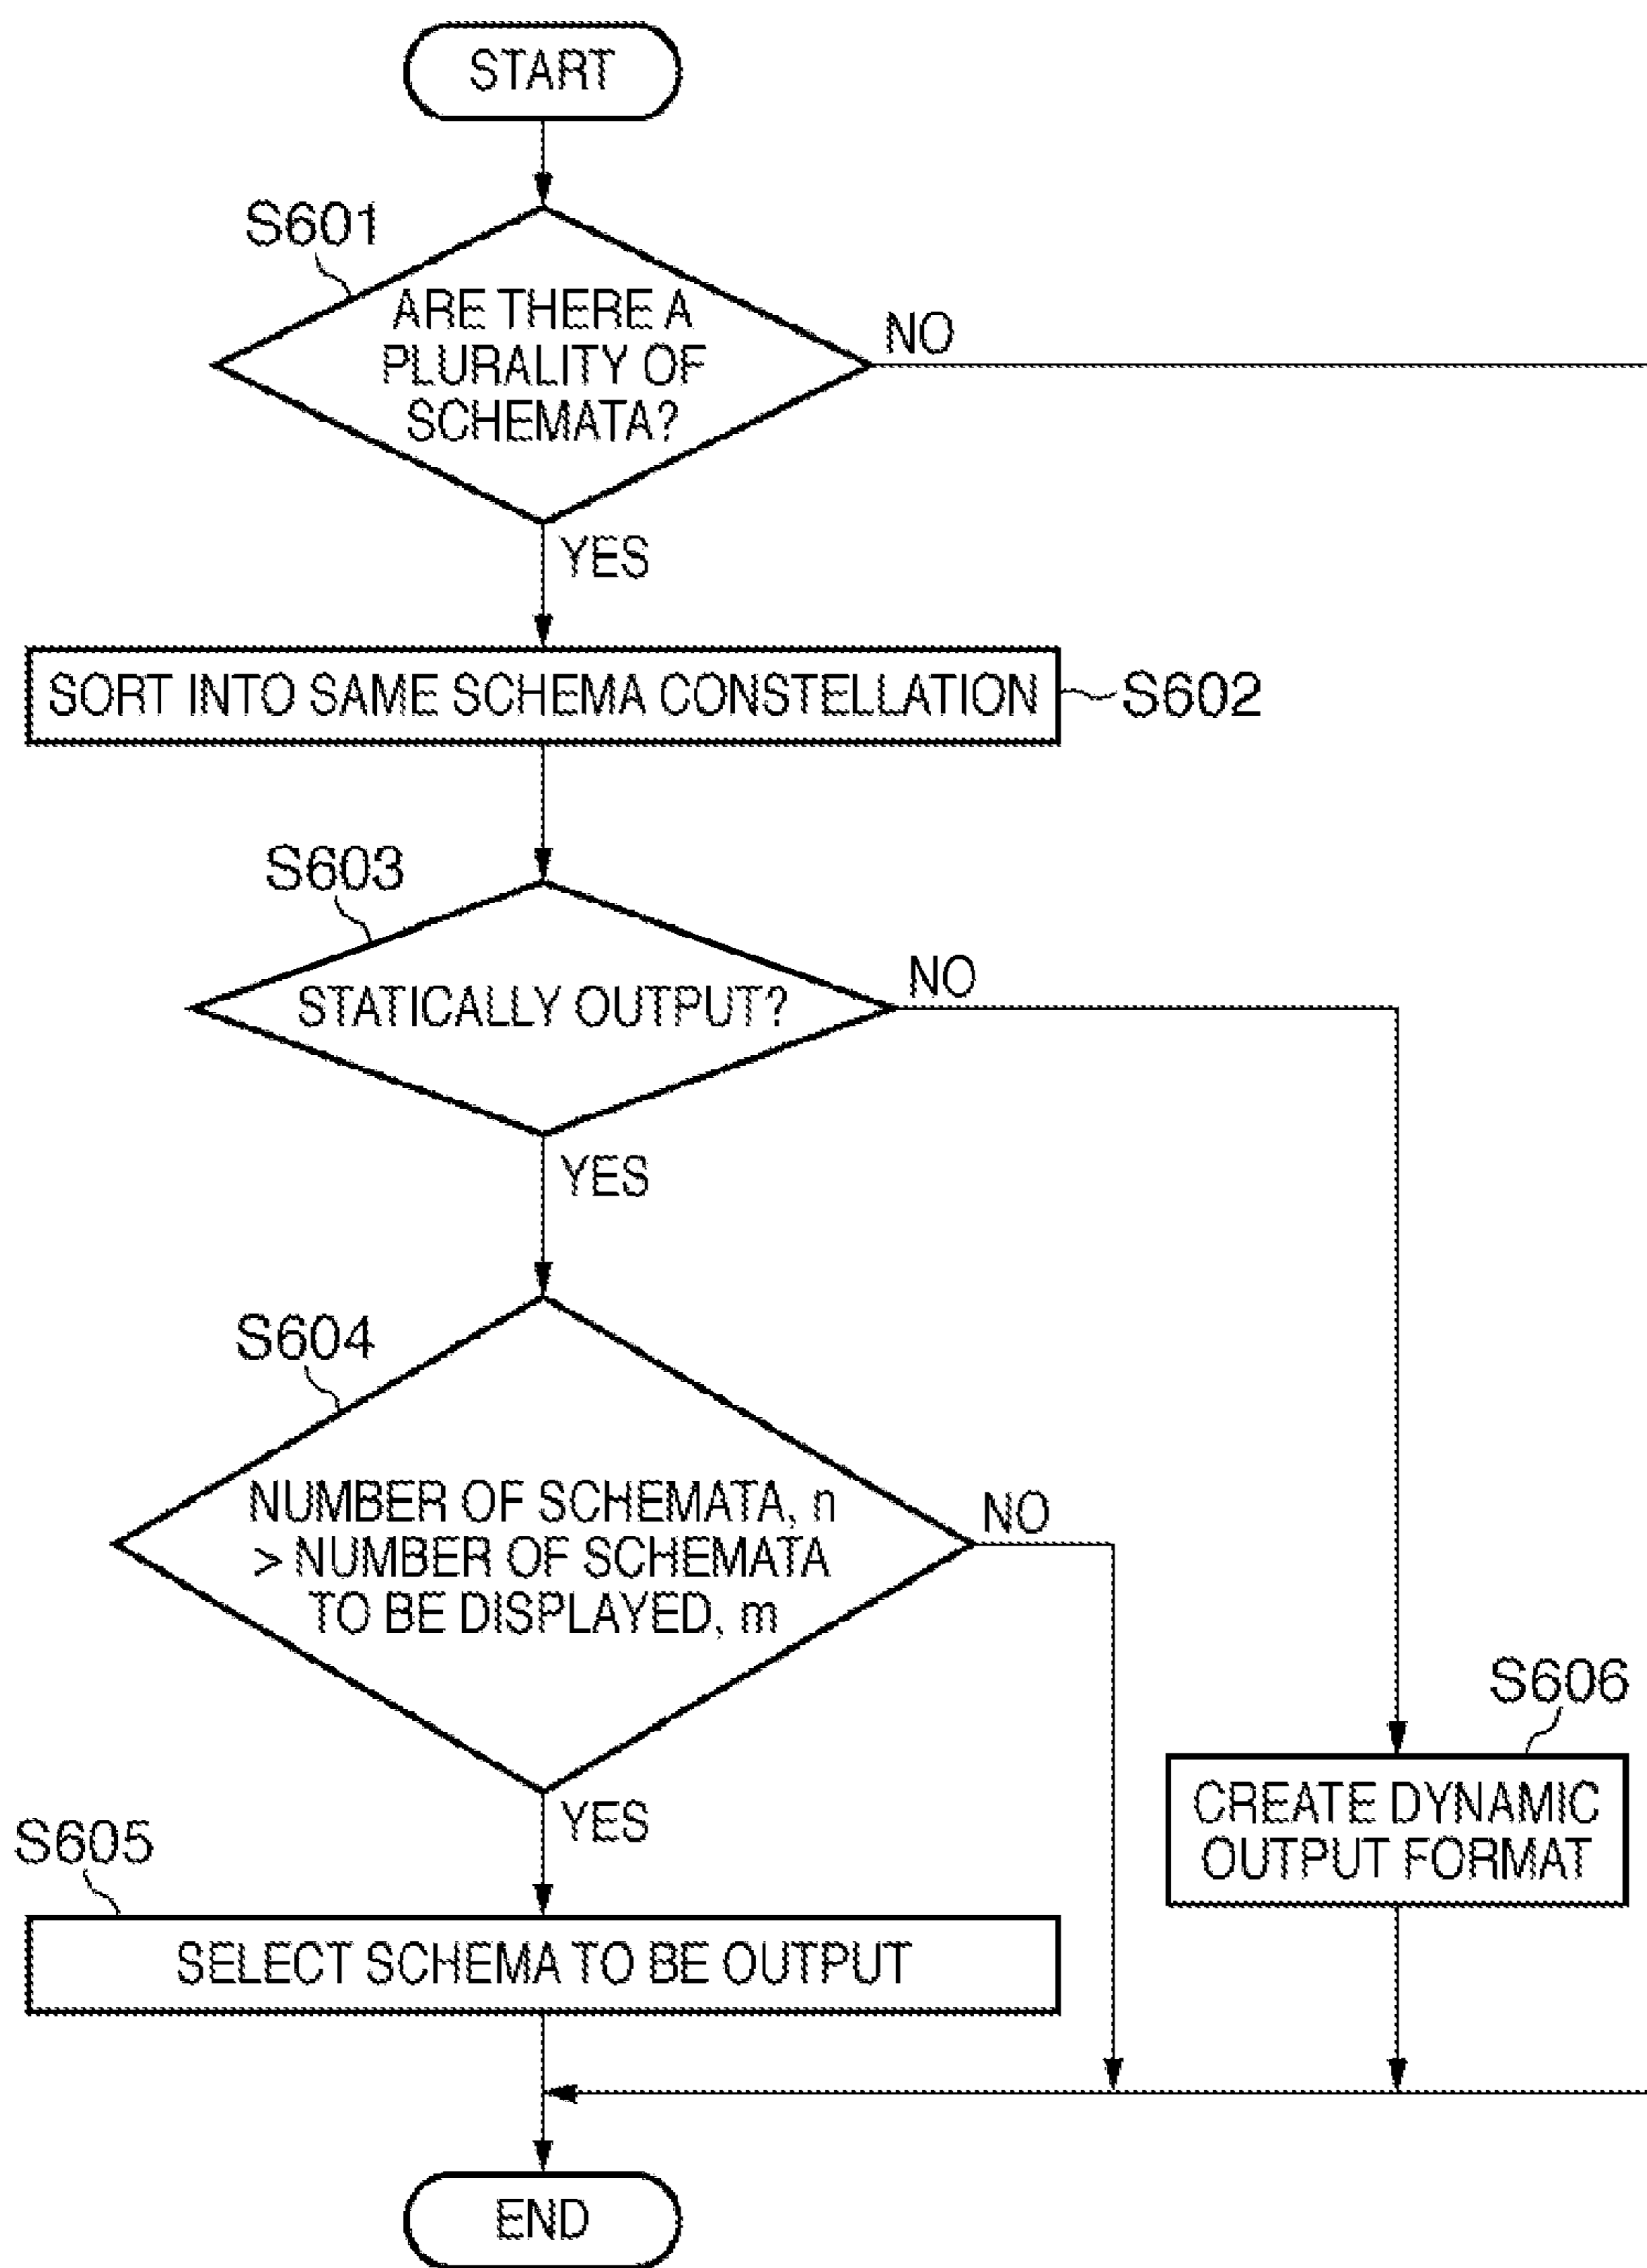 START
S601
ARE THERE A
PLURALITY OF
SCHEMATA?
NO
YES
SORT INTO SAME SCHEMA CONSTELLATION
S602
S603
STATICALLY OUTPUT?
NO
YES
S604
NUMBER OF SCHEMATA, n
> NUMBER OF SCHEMATA
TO BE DISPLAYED, m
NO
YES
S605
SELECT SCHEMA TO BE OUTPUT
S606
CREATE DYNAMIC
OUTPUT FORMAT
END